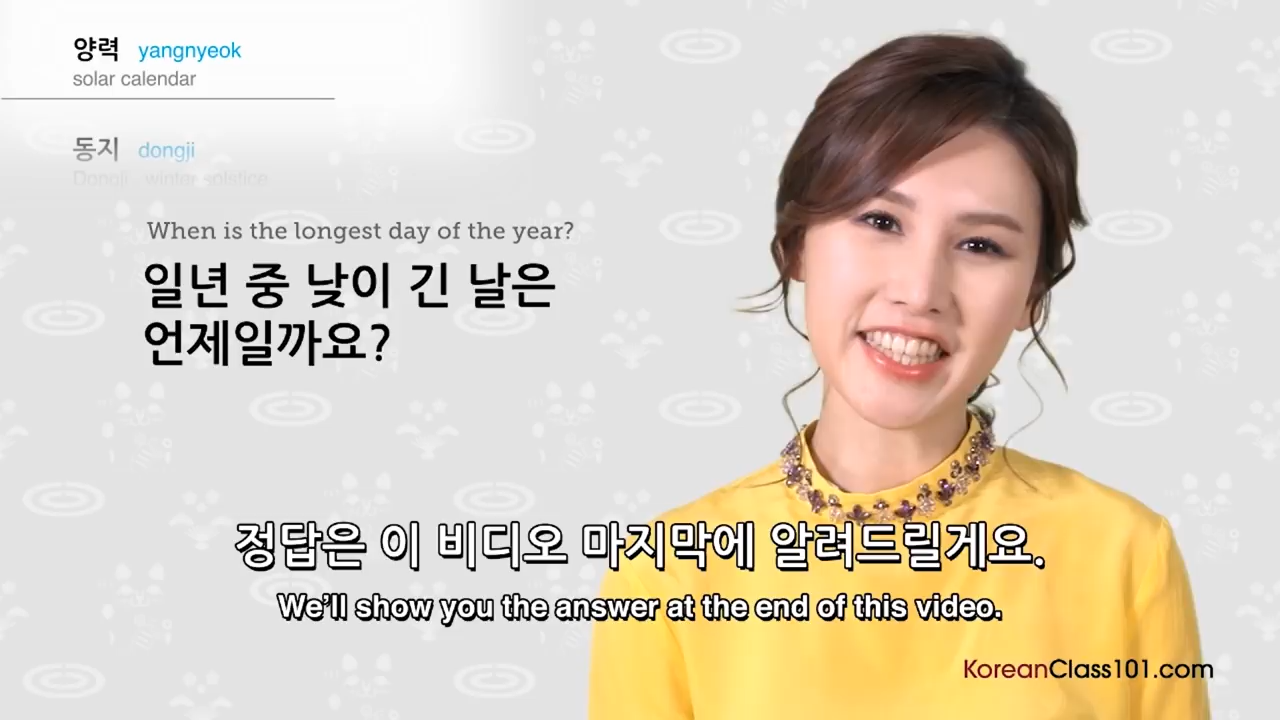 양력 yangnyeok
solar calendar
동지 dongji
Dongji, winter solstice
When is the longest day of the year?
일년 중 낮이 긴 날은
언제일까요?
정답은 이 비디오 마지막에 알려드릴게요.
We'll show you the answer at the end of this video.
KoreanClass101.com